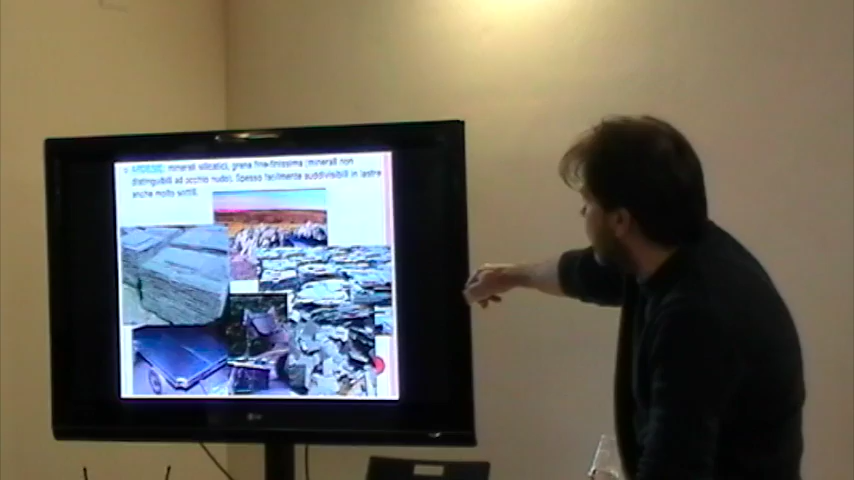 ARDESIE: minerali silicatici, grana fine-finissima (minerali non
distinguibili ad occhio nudo). Spesso facilmente suddivisibili in lastre
anche molto sottili.
LG